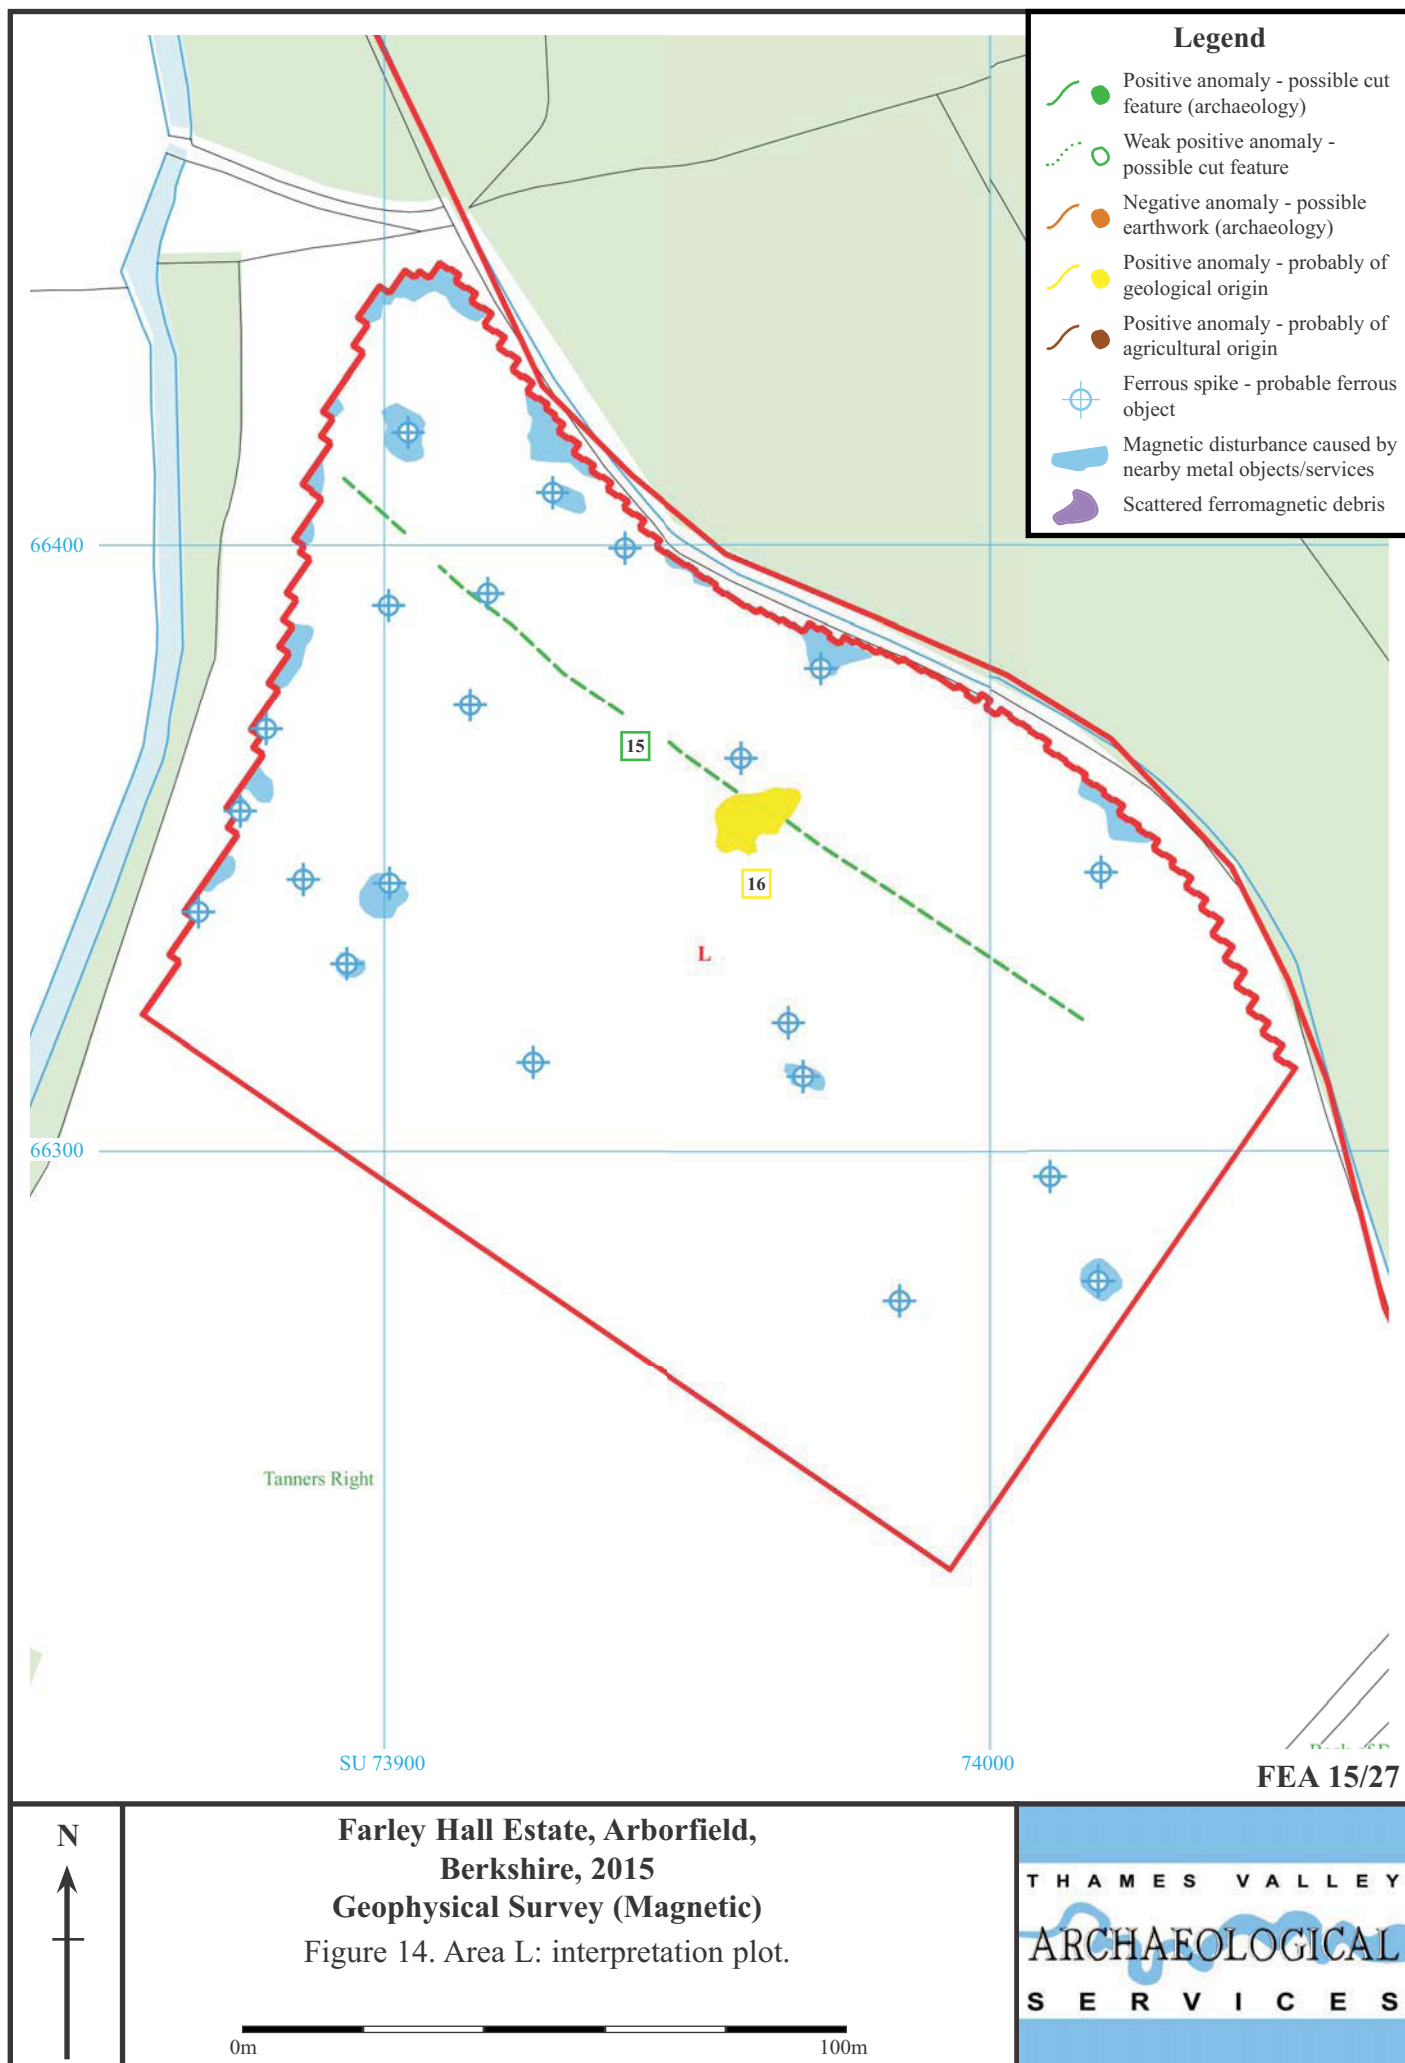 Legend
Positive anomaly - possible cut
feature (archaeology)
Weak positive anomaly -
possible cut feature
Negative anomaly - possible
earthwork (archaeology)
Positive anomaly - probably of
geological origin
Positive anomaly - probably of
agricultural origin
Ferrous spike - probable ferrous
object
Magnetic disturbance caused by
nearby metal objects/services
Scattered ferromagnetic debris
66400
15
16
L
66300
Tanners Right
SU 73900
74000
FEA 15/27
N
Farley Hall Estate, Arborfield,
Berkshire, 2015
Geophysical Survey (Magnetic)
Figure 14. Area L: interpretation plot.
0m
100m
THAMES VALLEY
ARCHAEOLOGICAL
SERVICES